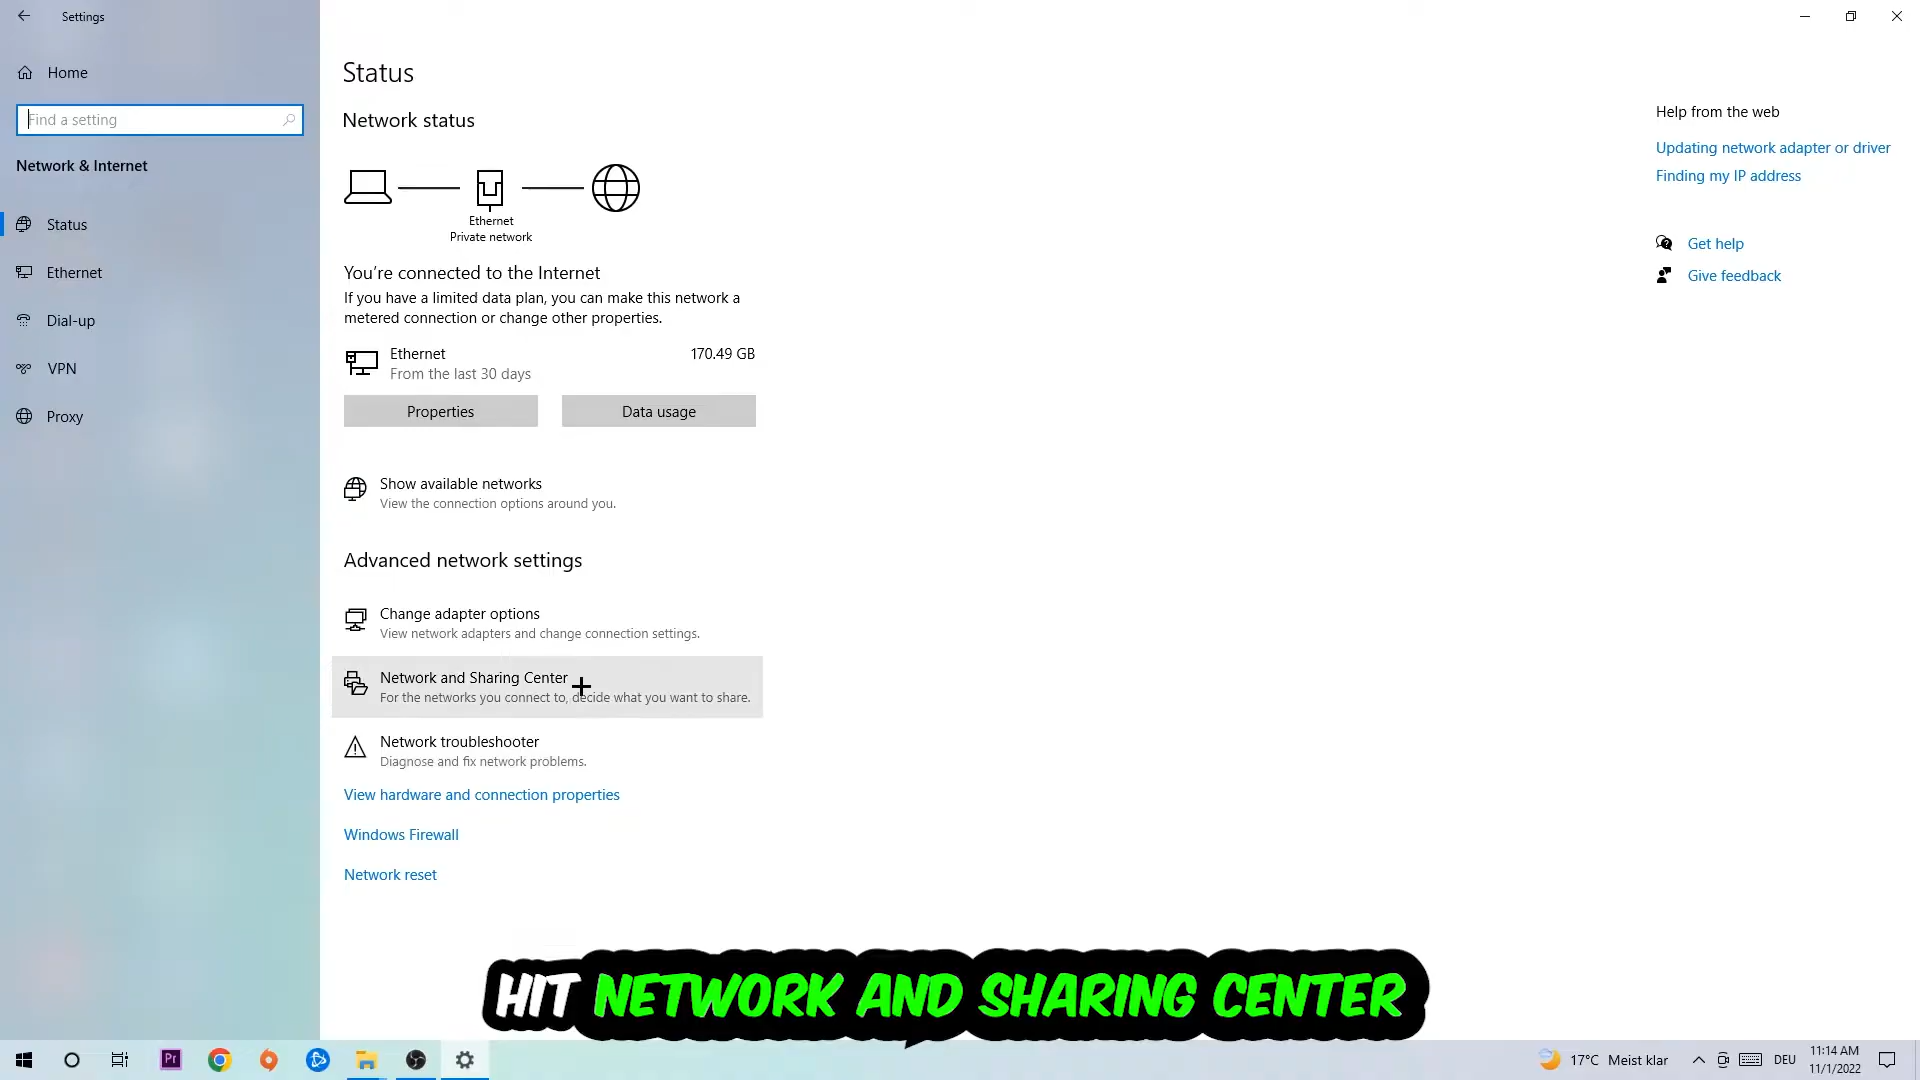 Settings
Home
Find a setting
Network & Internet
Status
Ethernet
Dial-up
VPN
Proxy
Status
Network status
Ethernet
Private network
You're connected to the Internet
If you have a limited data plan, you can make this network a
metered connection or change other properties.
Ethernet
170.49 GB
From the last 30 days
Properties
Data usage
Show available networks
View the connection options around you.
Advanced network settings
Change adapter options
View network adapters and change connection settings.
Network and Sharing Center
For the networks you connect to, decide what you want to share.
Network troubleshooter
Diagnose and fix network problems.
View hardware and connection properties
Windows Firewall
Network reset
Help from the web
Updating network adapter or driver
Finding my IP address
Get help
Give feedback
HIT NETWORK AND SHARING CENTER
Pr
17°C Meist klar
DEU
11:14 AM
11/1/2022